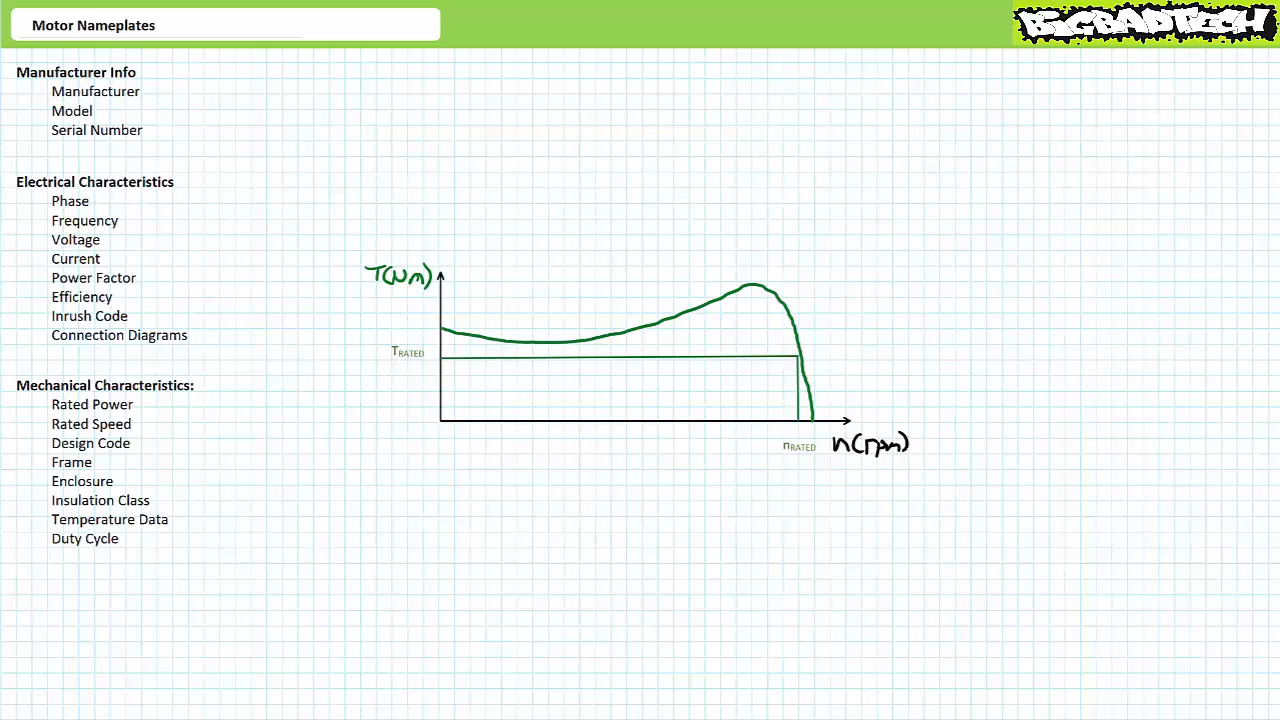 Motor Nameplates
BIGBADTECH
Manufacturer Info
Manufacturer
Model
Serial Number
Electrical Characteristics
Phase
Frequency
Voltage
Current
Power Factor
Efficiency
Inrush Code
Connection Diagrams
Mechanical Characteristics:
Rated Power
Rated Speed
Design Code
Frame
Enclosure
Insulation Class
Temperature Data
Duty Cycle
T(Nm)
TRATED
nRATED
n(rpm)